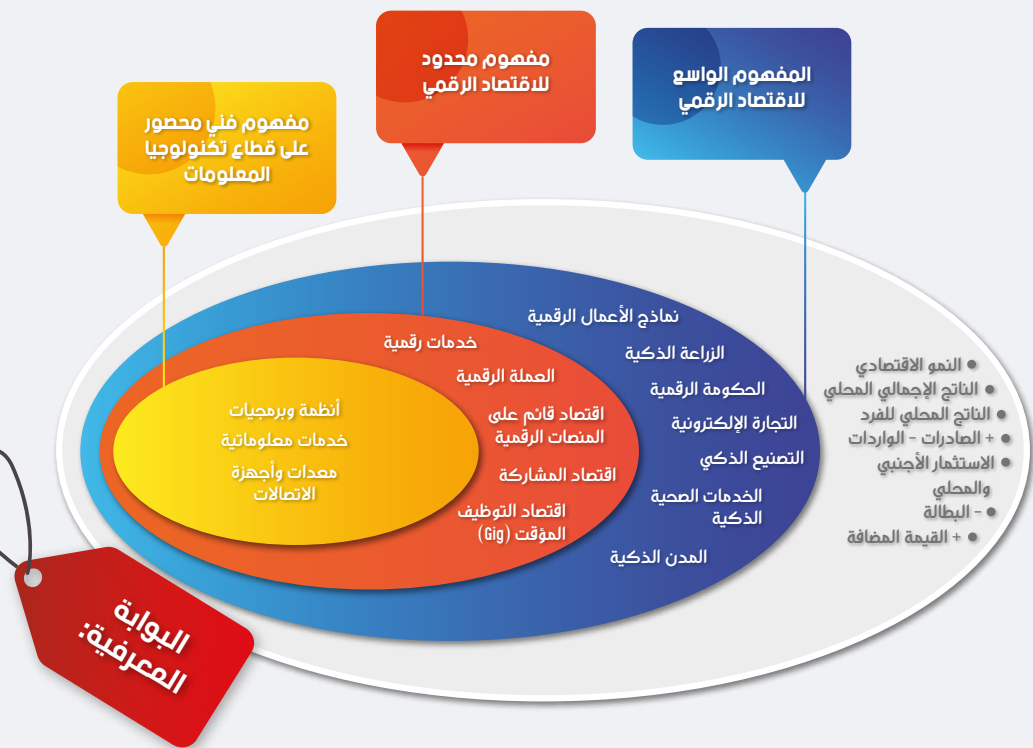 المفهوم الواسع
للاقتصاد الرقمي
مفهوم محدود
للاقتصاد الرقمي
مفهوم فني محصور
على قطاع تكنولوجيا
المعلومات
● النمو الاقتصادي
● الناتج الإجمالي المحلي
● الناتج المحلي للفرد
● + الصادرات - الواردات
● الاستثمار الأجنبي
والمحلي
● - البطالة
● + القيمة المضافة
نماذج الأعمال الرقمية
الزراعة الذكية
الحكومة الرقمية
التجارة الإلكترونية
التصنيع الذكي
الخدمات الصحية
الذكية
المدن الذكية
خدمات رقمية
العملة الرقمية
اقتصاد قائم على
المنصات الرقمية
اقتصاد المشاركة
اقتصاد التوظيف
المؤقت (Gig)
أنظمة وبرمجيات
خدمات معلوماتية
معدات وأجهزة
الاتصالات
البوابة
المعرفية: